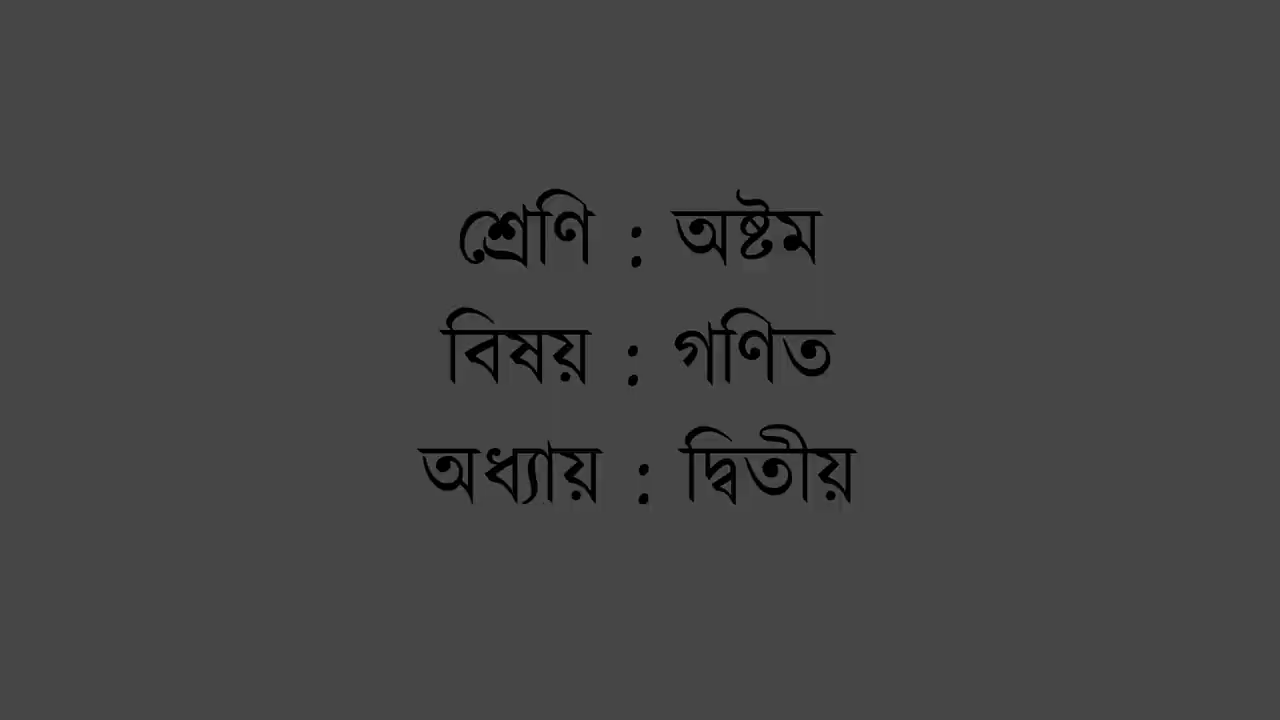 শ্রেণি : অষ্টম
বিষয় : গণিত
অধ্যায় : দ্বিতীয়